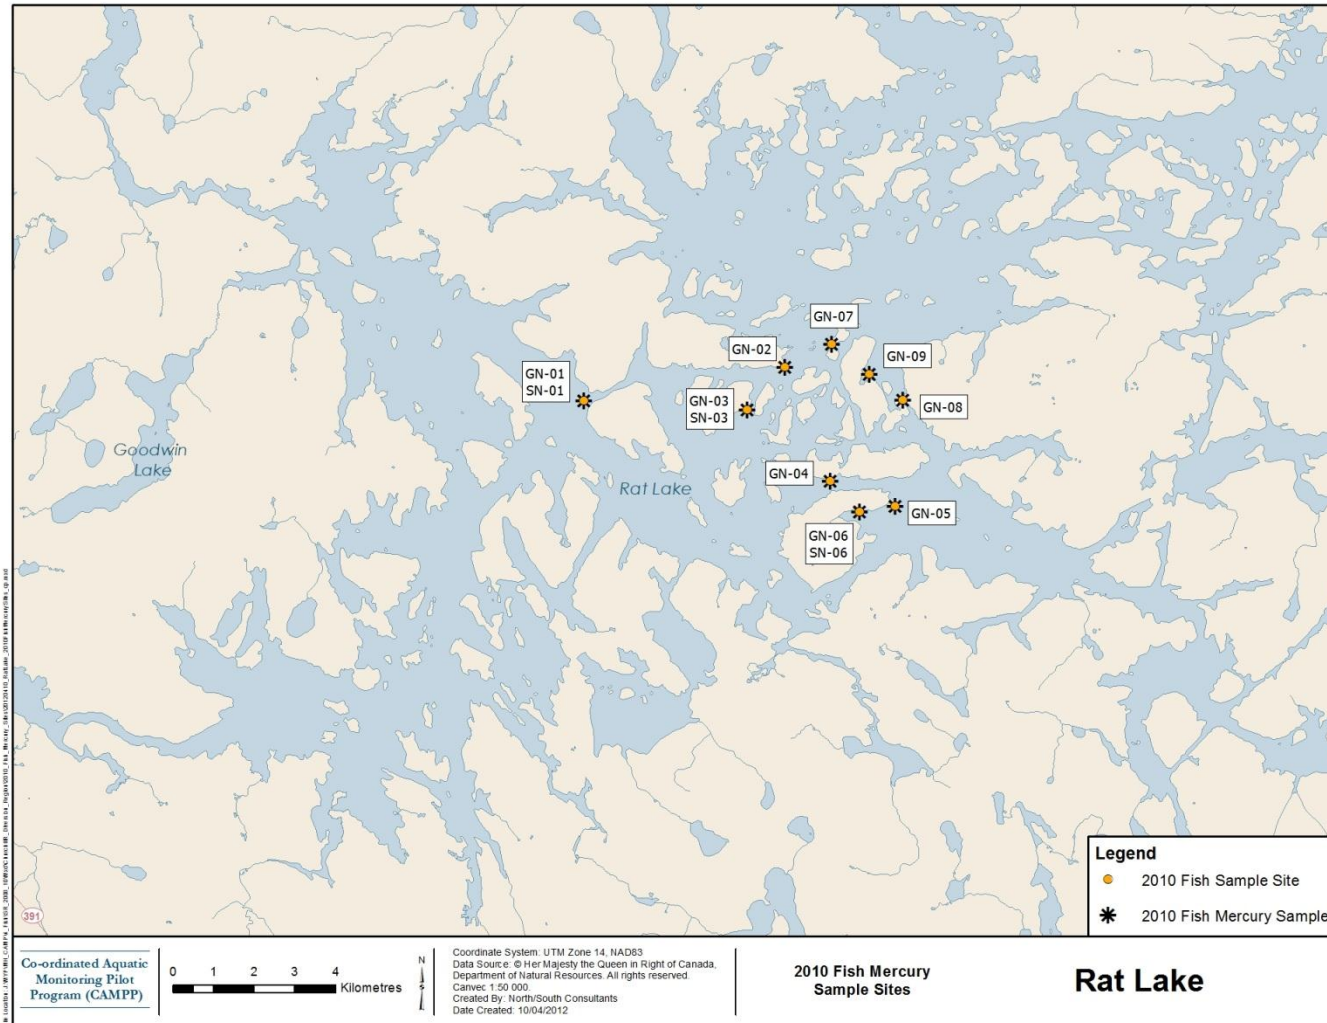 GN-07
GN-02
GN-09
GN-01
SN-01
GN-03
SN-03
GN-08
Goodwin
Lake
GN-04
Rat Lake
GN-05
GN-06
SN-06
Legend
2010 Fish Sample Site
2010 Fish Mercury Sample
391
Co-ordinated Aquatic
Monitoring Pilot
Program (CAMPP)
0 1 2 3 4
Kilometres
N
Coordinate System: UTM Zone 14, NAD83
Data Source: © Her Majesty the Queen in Right of Canada,
Department of Natural Resources. All rights reserved.
Canvec 1:50 000.
Created By: North/South Consultants
Date Created: 10/04/2012
2010 Fish Mercury
Sample Sites
Rat Lake